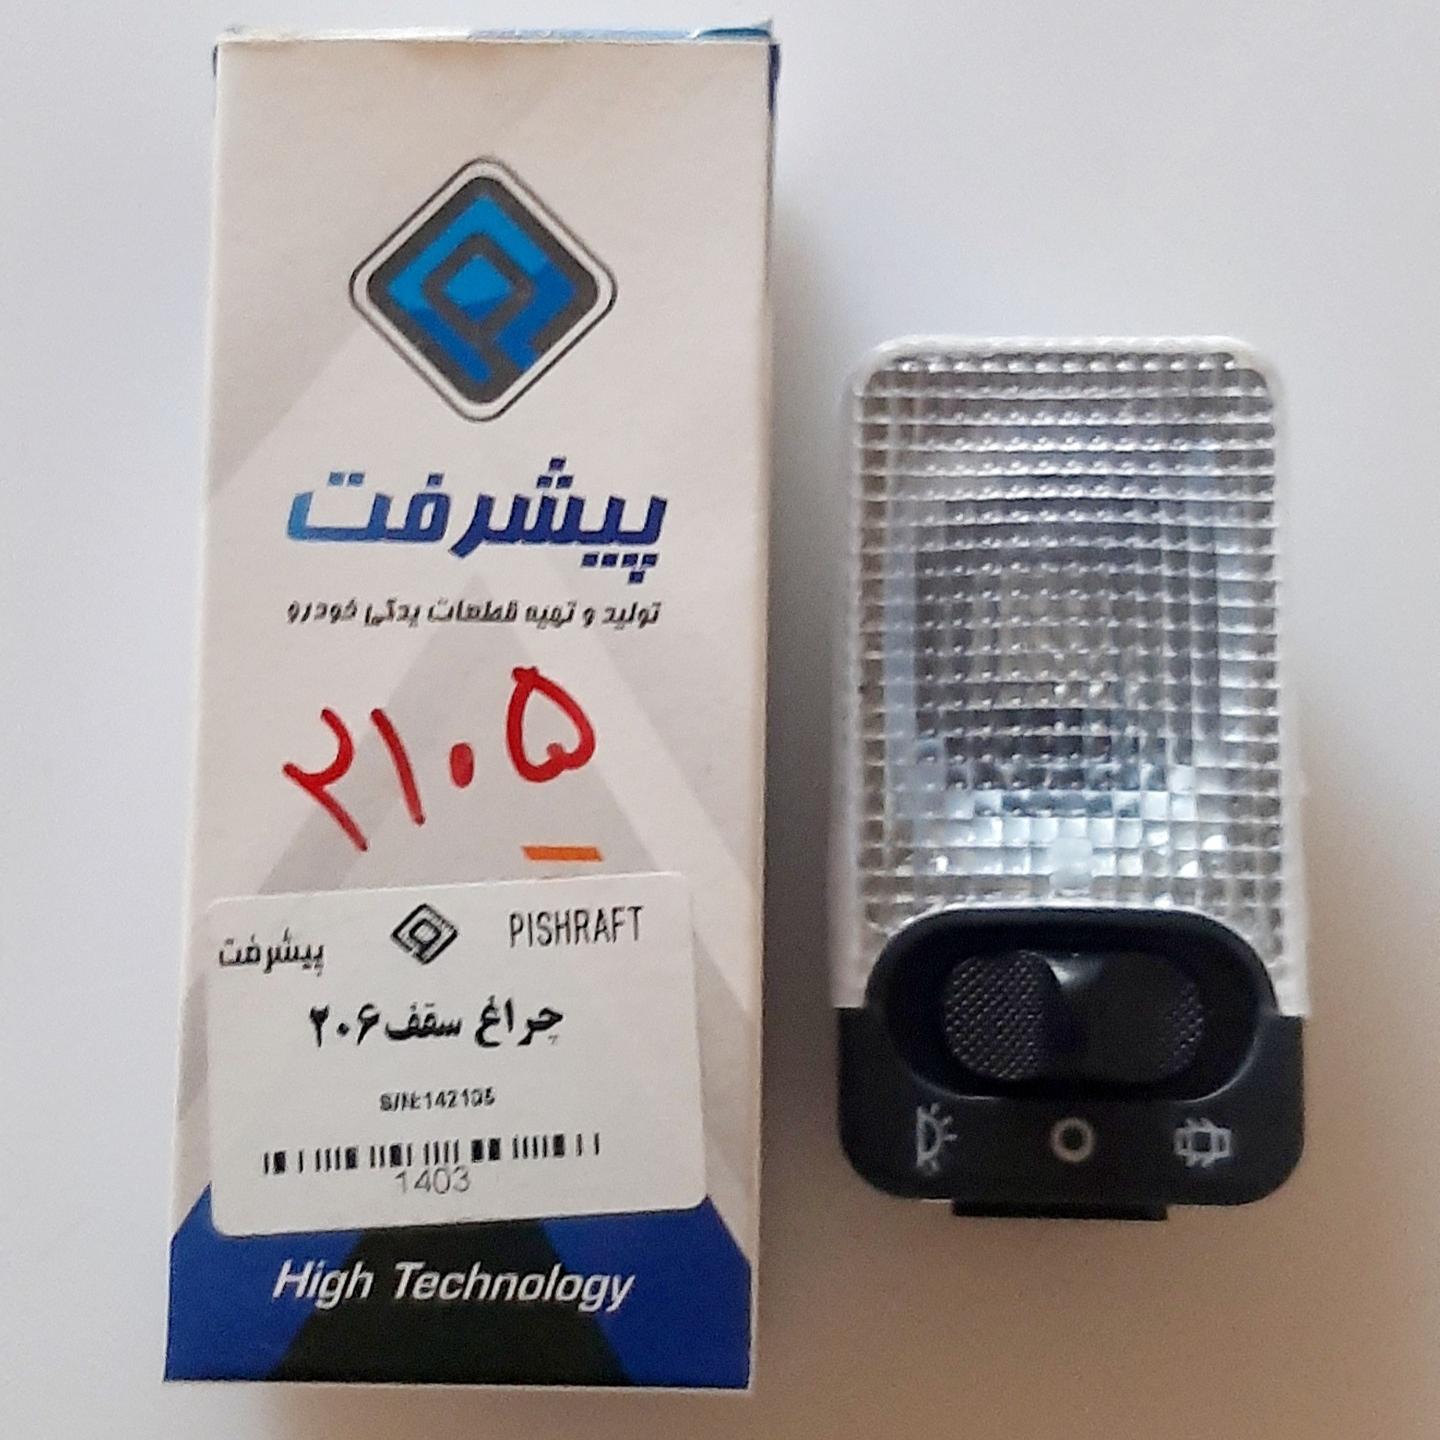 پیشرفت
تولید و تهیه قطعات یدکی خودرو
۲۱۰۵
پیشرفت PISHRAFT
چراغ سقف ۲۰۶
S/N:142105
1403
High Technology